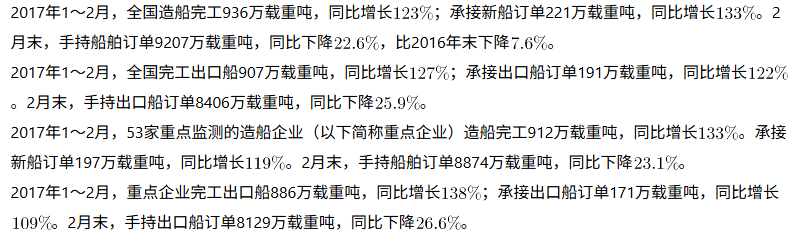 2017年1～2月，全国造船完工936万载重吨，同比增长123%；承接新船订单221万载重吨，同比增长133%。2
月末，手持船舶订单9207万载重吨，同比下降22.6%，比2016年末下降7.6%。
2017年1～2月，全国完工出口船907万载重吨，同比增长127%；承接出口船订单191万载重吨，同比增长122%
。2月末，手持出口船订单8406万载重吨，同比下降25.9%。
2017年1～2月，53家重点监测的造船企业（以下简称重点企业）造船完工912万载重吨，同比增长133%。承接
新船订单197万载重吨，同比增长119%。2月末，手持船舶订单8874万载重吨，同比下降23.1%。
2017年1～2月，重点企业完工出口船886万载重吨，同比增长138%；承接出口船订单171万载重吨，同比增长
109%。2月末，手持出口船订单8129万载重吨，同比下降26.6%。